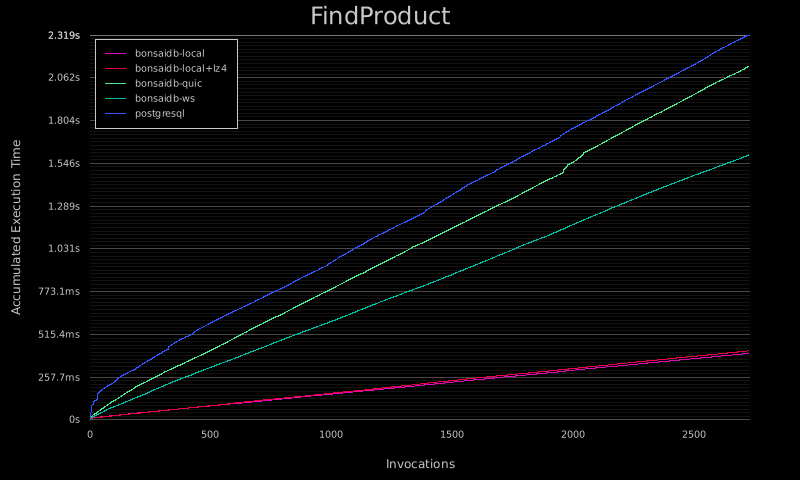 FindProduct
2.319s
2.062s
1.804s
1.546s
1.289s
1.031s
773.1ms
515.4ms
257.7ms
0s
bonsaidb-local
bonsaidb-local+lz4
bonsaidb-quic
bonsaidb-ws
postgresql
Accumulated Execution Time
0 500 1000 1500 2000 2500
Invocations